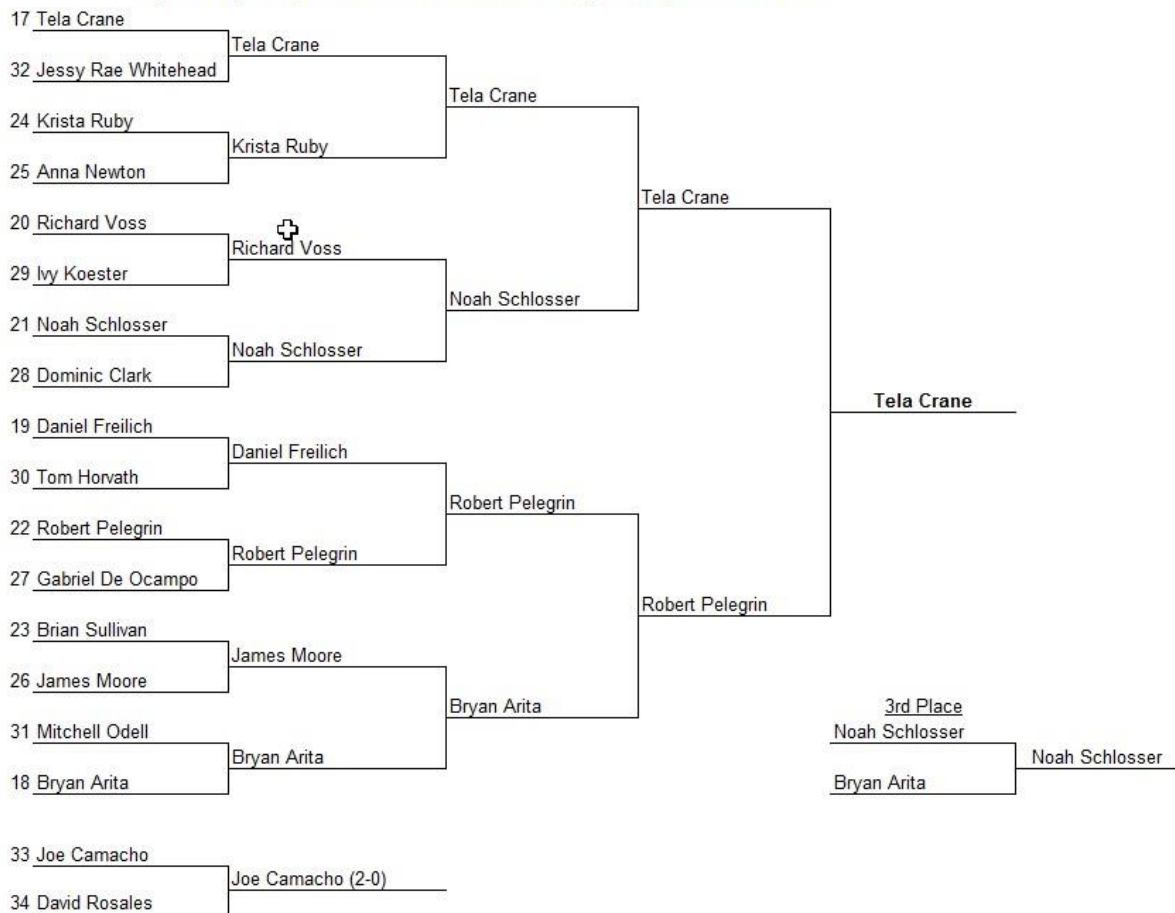 17 Tela Crane
Tela Crane
32 Jessy Rae Whitehead
Tela Crane
24 Krista Ruby
Krista Ruby
25 Anna Newton
Tela Crane
20 Richard Voss
Richard Voss
29 Ivy Koester
Noah Schlosser
21 Noah Schlosser
Noah Schlosser
28 Dominic Clark
Tela Crane
19 Daniel Freilich
Daniel Freilich
30 Tom Horvath
Robert Pelegrin
22 Robert Pelegrin
Robert Pelegrin
27 Gabriel De Ocampo
Robert Pelegrin
23 Brian Sullivan
James Moore
26 James Moore
Bryan Arita
3rd Place
31 Mitchell Odell
Noah Schlosser
Bryan Arita
Noah Schlosser
18 Bryan Arita
Bryan Arita
33 Joe Camacho
Joe Camacho (2-0)
34 David Rosales